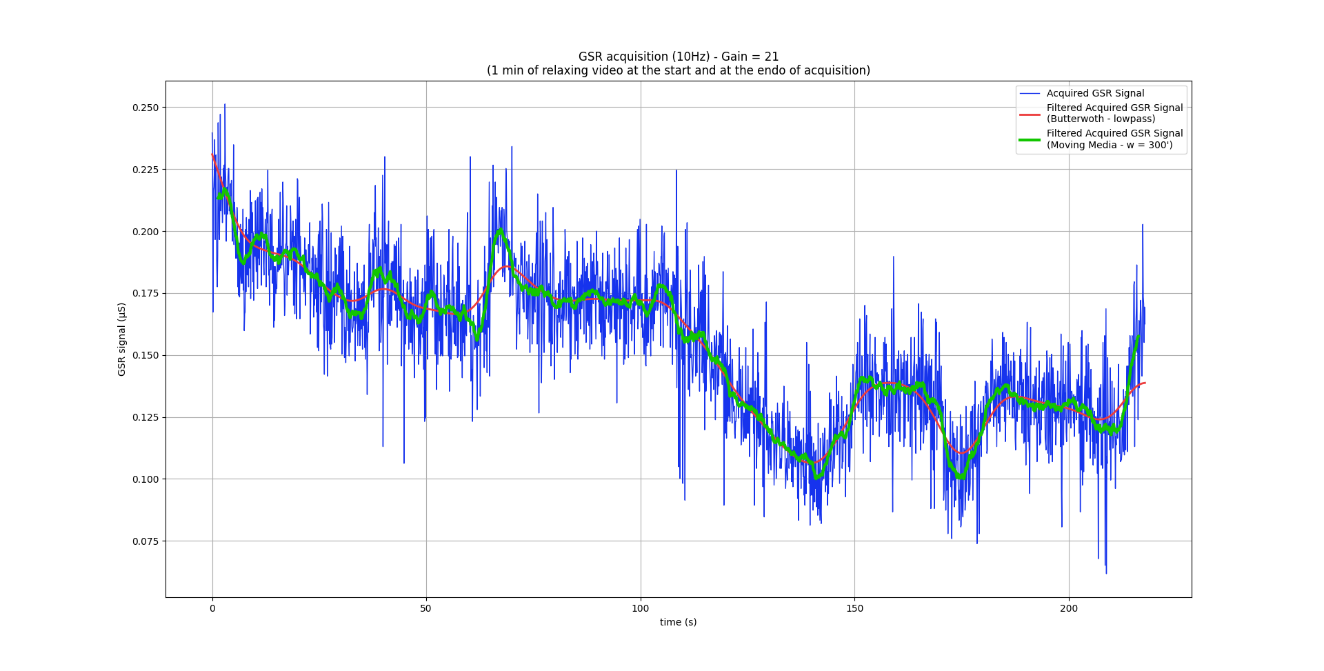 GSR acquisition (10Hz) - Gain = 21
(1 min of relaxing video at the start and at the endo of acquisition)
Acquired GSR Signal
Filtered Acquired GSR Signal
(Butterwoth - lowpass)
Filtered Acquired GSR Signal
(Moving Media - w = 300')
GSR signal (µS)
0.250
0.225
0.200
0.175
0.150
0.125
0.100
0.075
0
50
100
150
200
time (s)